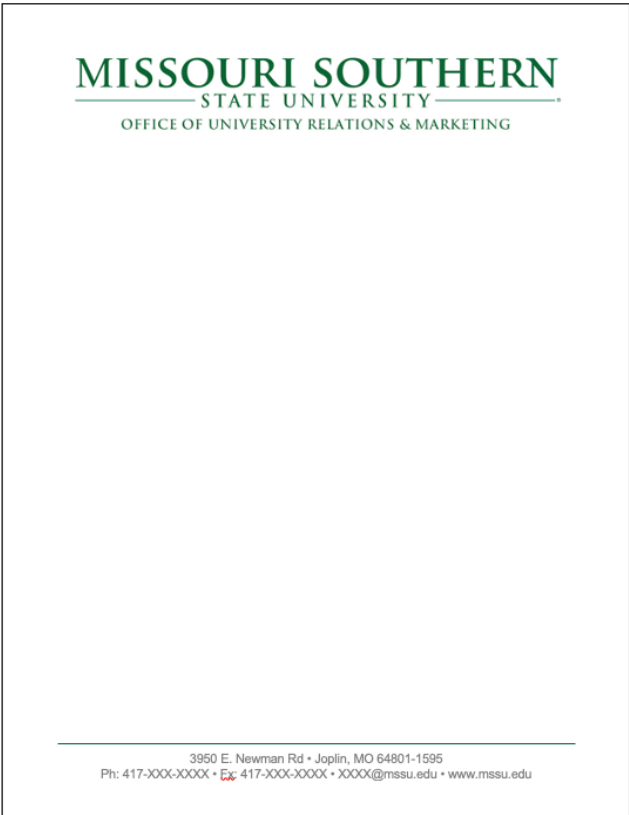 MISSOURI SOUTHERN
STATE UNIVERSITY
OFFICE OF UNIVERSITY RELATIONS & MARKETING
3950 E. Newman Rd • Joplin, MO 64801-1595
Ph: 417-XXX-XXXX • Fx: 417-XXX-XXXX • XXXX@mssu.edu • www.mssu.edu